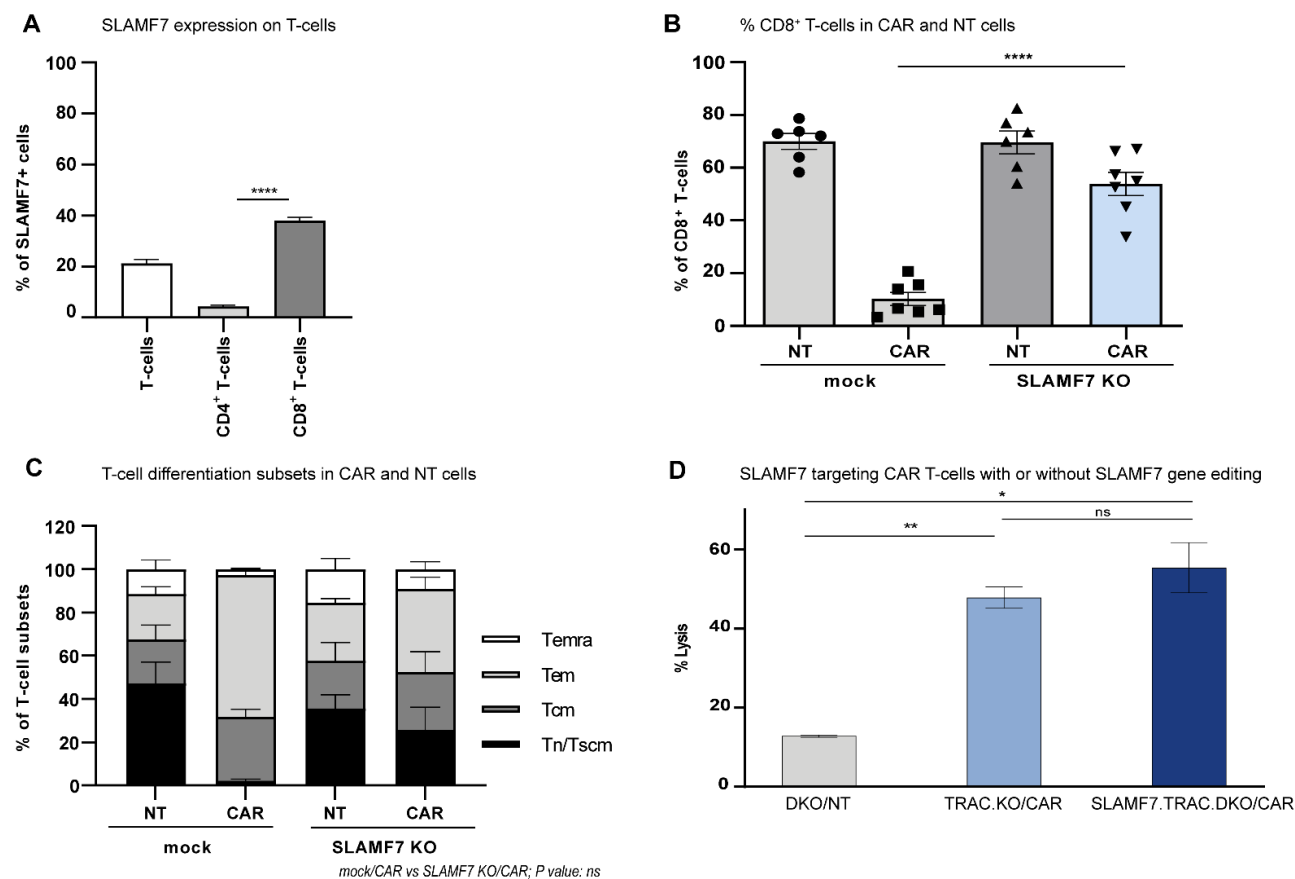 A SLAMF7 expression on T-cells
% of SLAMF7+ cells
100
80
60
40
20
0
****
T-cells
CD4+ T-cells
CD8+ T-cells
B % CD8+ T-cells in CAR and NT cells
% of CD8+ T-cells
100
80
60
40
20
0
****
NT CAR NT CAR
mock SLAMF7 KO
C T-cell differentiation subsets in CAR and NT cells
% of T-cell subsets
120
100
80
60
40
20
0
Temra
Tem
Tcm
Tn/Tscm
NT CAR NT CAR
mock SLAMF7 KO
mock/CAR vs SLAMF7 KO/CAR; P value: ns
D SLAMF7 targeting CAR T-cells with or without SLAMF7 gene editing
% Lysis
60
40
20
0
*
**
ns
DKO/NT TRAC.KO/CAR SLAMF7.TRAC.DKO/CAR